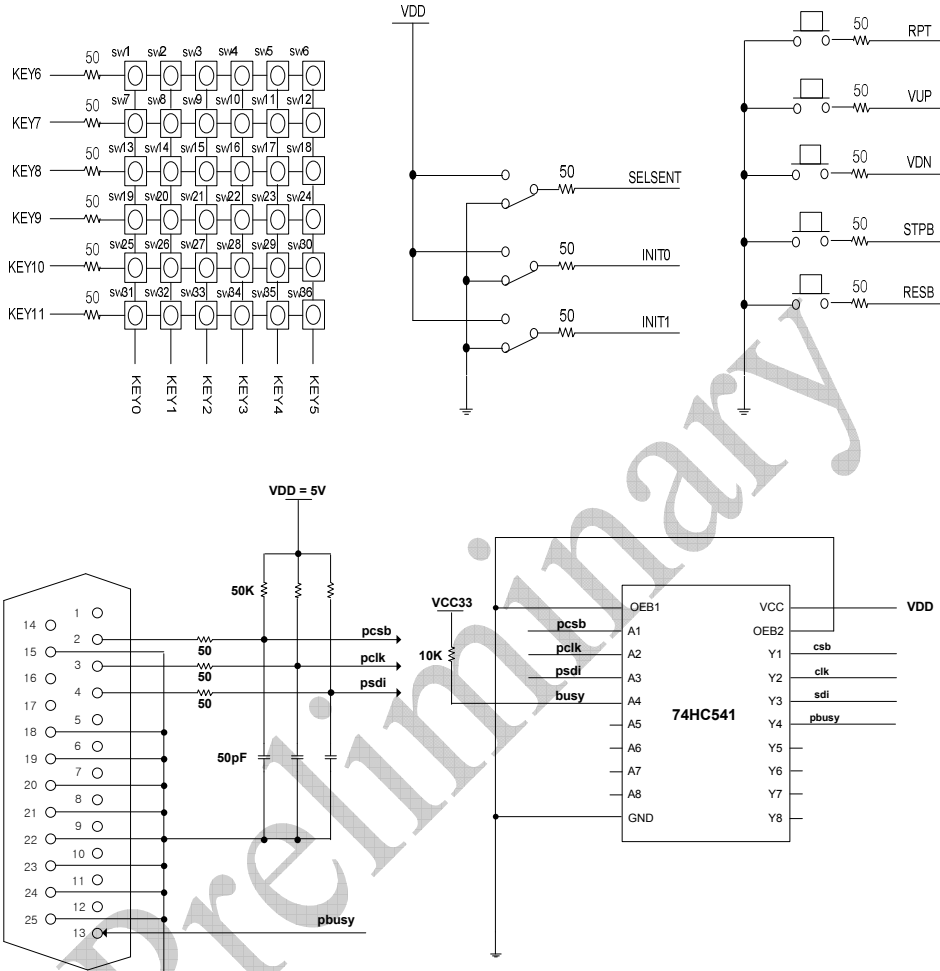 sw1 sw2 sw3 sw4 sw5 sw6
KEY6 50
sw7 sw8 sw9 sw10 sw11 sw12
KEY7 50
sw13 sw14 sw15 sw16 sw17 sw18
KEY8 50
sw19 sw20 sw21 sw22 sw23 sw24
KEY9 50
sw25 sw26 sw27 sw28 sw29 sw30
KEY10 50
sw31 sw32 sw33 sw34 sw35 sw36
KEY11 50
KEY0 KEY1 KEY2 KEY3 KEY4 KEY5
VDD
50 SELSENT
50 INIT0
50 INIT1
50 RPT
50 VUP
50 VDN
50 STPB
50 RESB
VDD = 5V
50K
1
14
2 50 pcsb
15
3 50 pclk
16
4 50 psdi
17
5
18
6
19 50pF
7
20
8
21
9
22
10
23
11
24
12
25
13 pbusy
VCC33
10K
OEB1 VCC VDD
pcsb A1 OEB2
pclk A2 Y1 csb
psdi A3 Y2 clk
busy A4 Y3 sdi
74HC541
A5 Y4 pbusy
A6 Y5
A7 Y6
A8 Y7
GND Y8
Preliminary